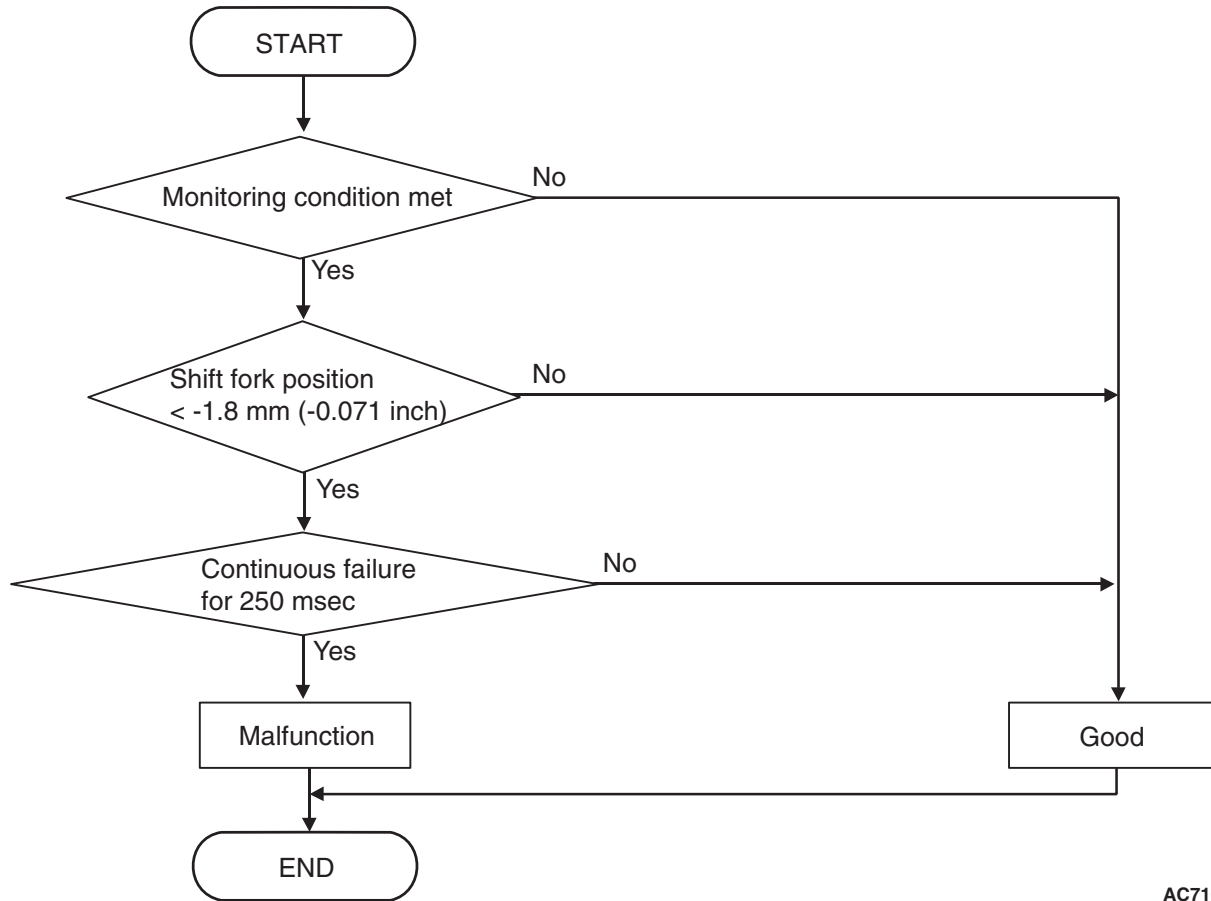 START
Monitoring condition met
No
Yes
Shift fork position
< -1.8 mm (-0.071 inch)
No
Yes
Continuous failure
for 250 msec
No
Yes
Malfunction
Good
END
AC71